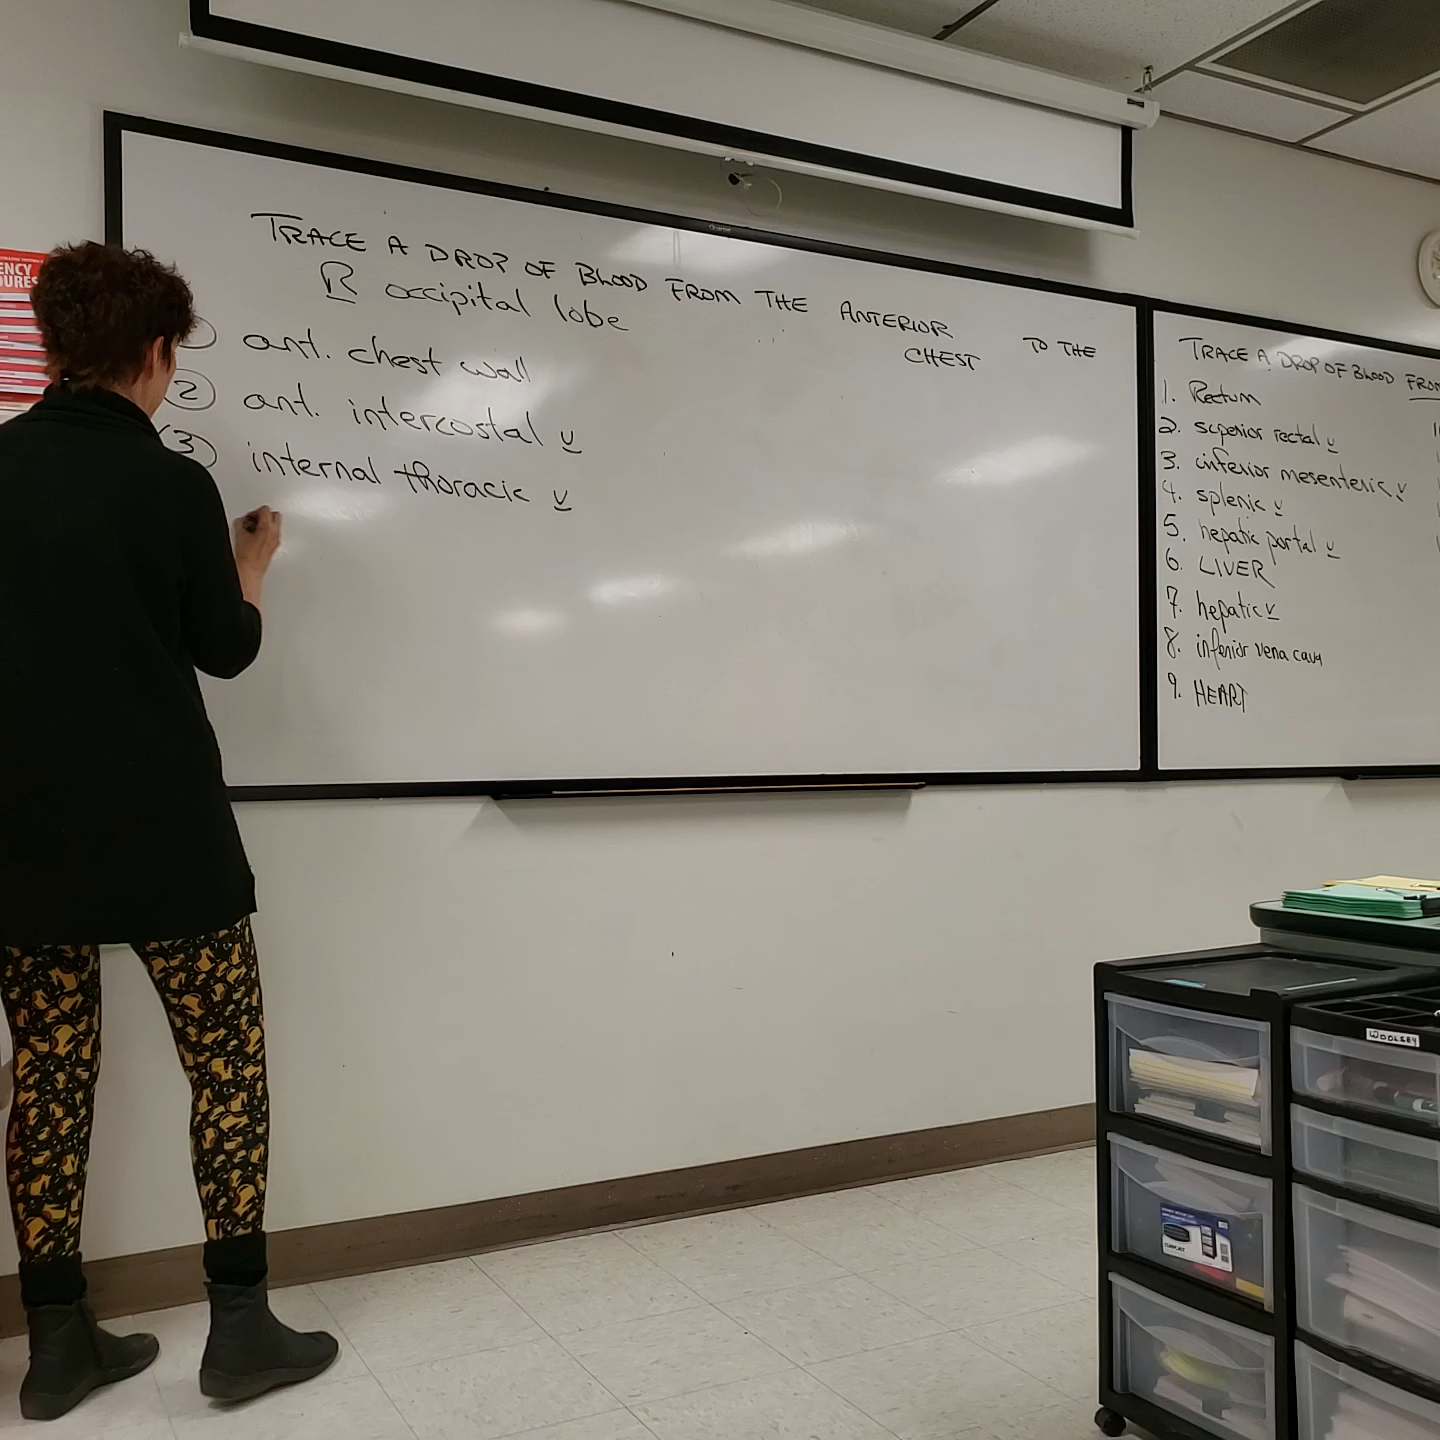 TRACE A DROP OF BLOOD FROM THE ANTERIOR CHEST TO THE
R occipital lobe
ant. chest wall
2 ant. intercostal v
3 internal thoracic v
TRACE A DROP OF BLOOD FROM
1. Rectum
2. superior rectal v
3. inferior mesenteric v
4. splenic v
5. hepatic portal v
6. LIVER
7. hepatic v
8. inferior vena cava
9. HEART
WOOLSEY